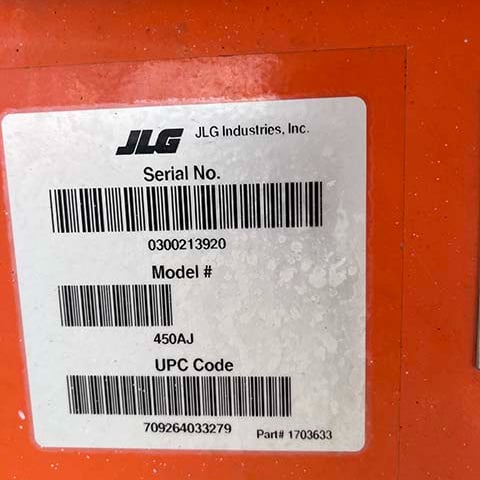 JLG JLG Industries, Inc.
Serial No.
0300213920
Model #
450AJ
UPC Code
709264033279
Part# 1703633